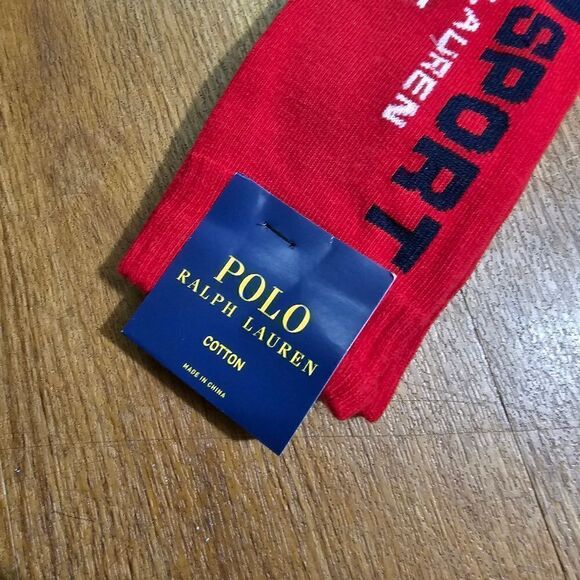 SPORT
LAUREN
POLO
RALPH LAUREN
COTTON
MADE IN CHINA